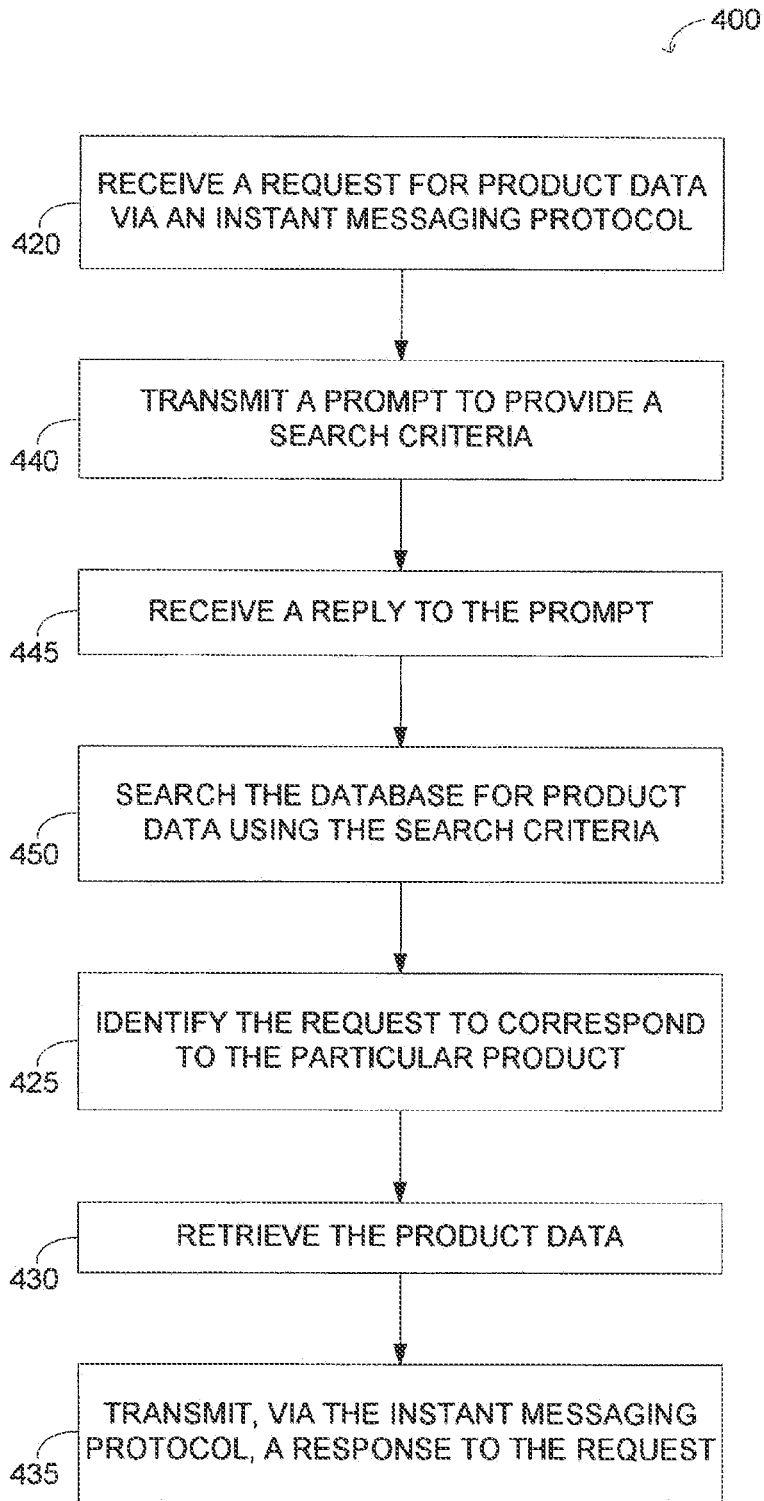 400
RECEIVE A REQUEST FOR PRODUCT DATA
VIA AN INSTANT MESSAGING PROTOCOL
420
TRANSMIT A PROMPT TO PROVIDE A
SEARCH CRITERIA
440
RECEIVE A REPLY TO THE PROMPT
445
SEARCH THE DATABASE FOR PRODUCT
DATA USING THE SEARCH CRITERIA
450
IDENTIFY THE REQUEST TO CORRESPOND
TO THE PARTICULAR PRODUCT
425
RETRIEVE THE PRODUCT DATA
430
TRANSMIT, VIA THE INSTANT MESSAGING
PROTOCOL, A RESPONSE TO THE REQUEST
435